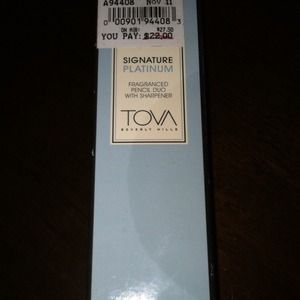 A94408 NOV 11
0 00901 94408 3
ON AIR: $27.50
YOU PAY: $22.00
SIGNATURE
PLATINUM
FRAGRANCED
PENCIL DUO
WITH SHARPENER
TOVA
BEVERLY HILLS